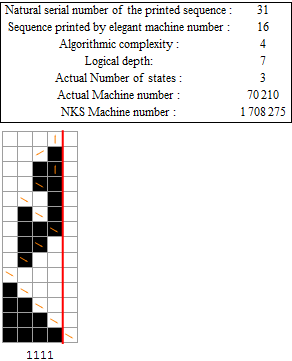 Natural serial number of the printed sequence : 31
Sequence printed by elegant machine number : 16
Algorithmic complexity : 4
Logical depth: 7
Actual Number of states : 3
Actual Machine number : 70 210
NKS Machine number : 1 708 275
1111